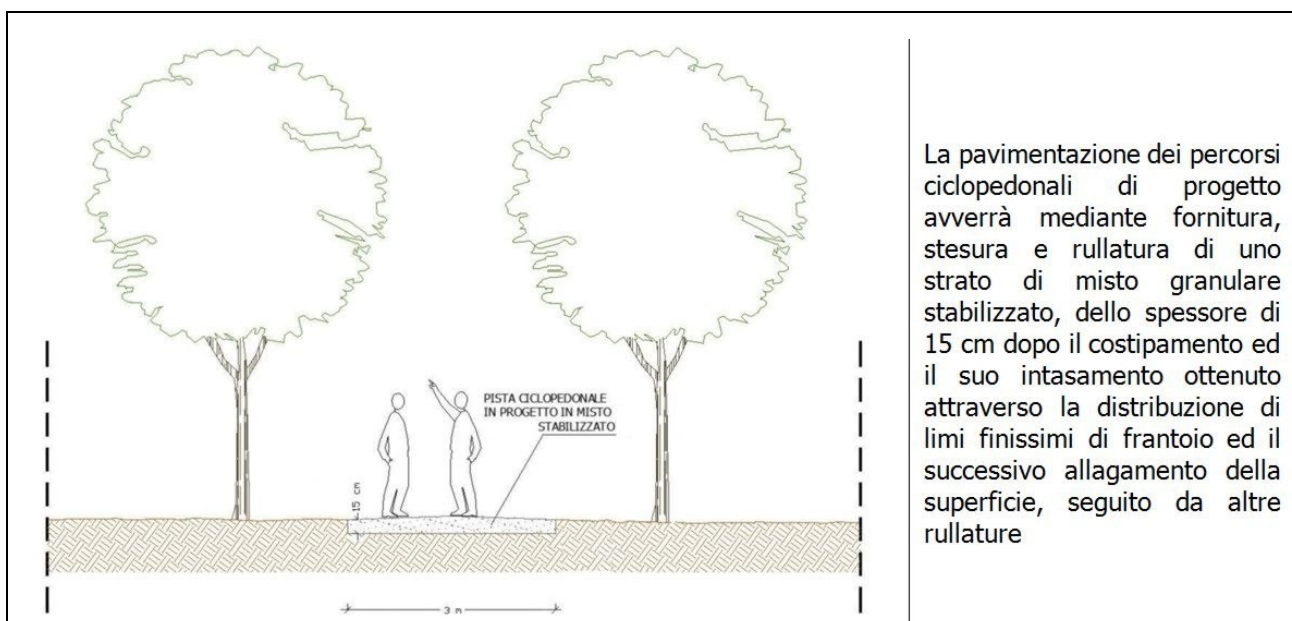 PISTA CICLOPEDONALE
IN PROGETTO IN MISTO
STABILIZZATO
15 cm
3 m
La pavimentazione dei percorsi
ciclopedonali di progetto
avverrà mediante fornitura,
stesura e rullatura di uno
strato di misto granulare
stabilizzato, dello spessore di
15 cm dopo il costipamento ed
il suo intasamento ottenuto
attraverso la distribuzione di
limi finissimi di frantoio ed il
successivo allagamento della
superficie, seguito da altre
rullature